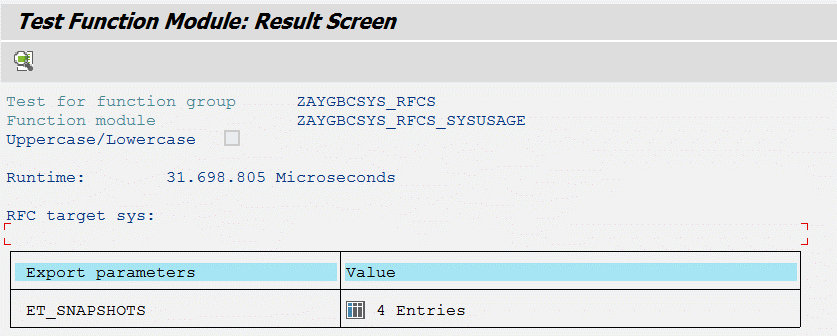 Test Function Module: Result Screen
Test for function group ZAYGBCSYS_RFCS
Function module ZAYGBCSYS_RFCS_SYSUSAGE
Uppercase/Lowercase
Runtime: 31.698.805 Microseconds
RFC target sys:
Export parameters Value
ET_SNAPSHOTS 4 Entries